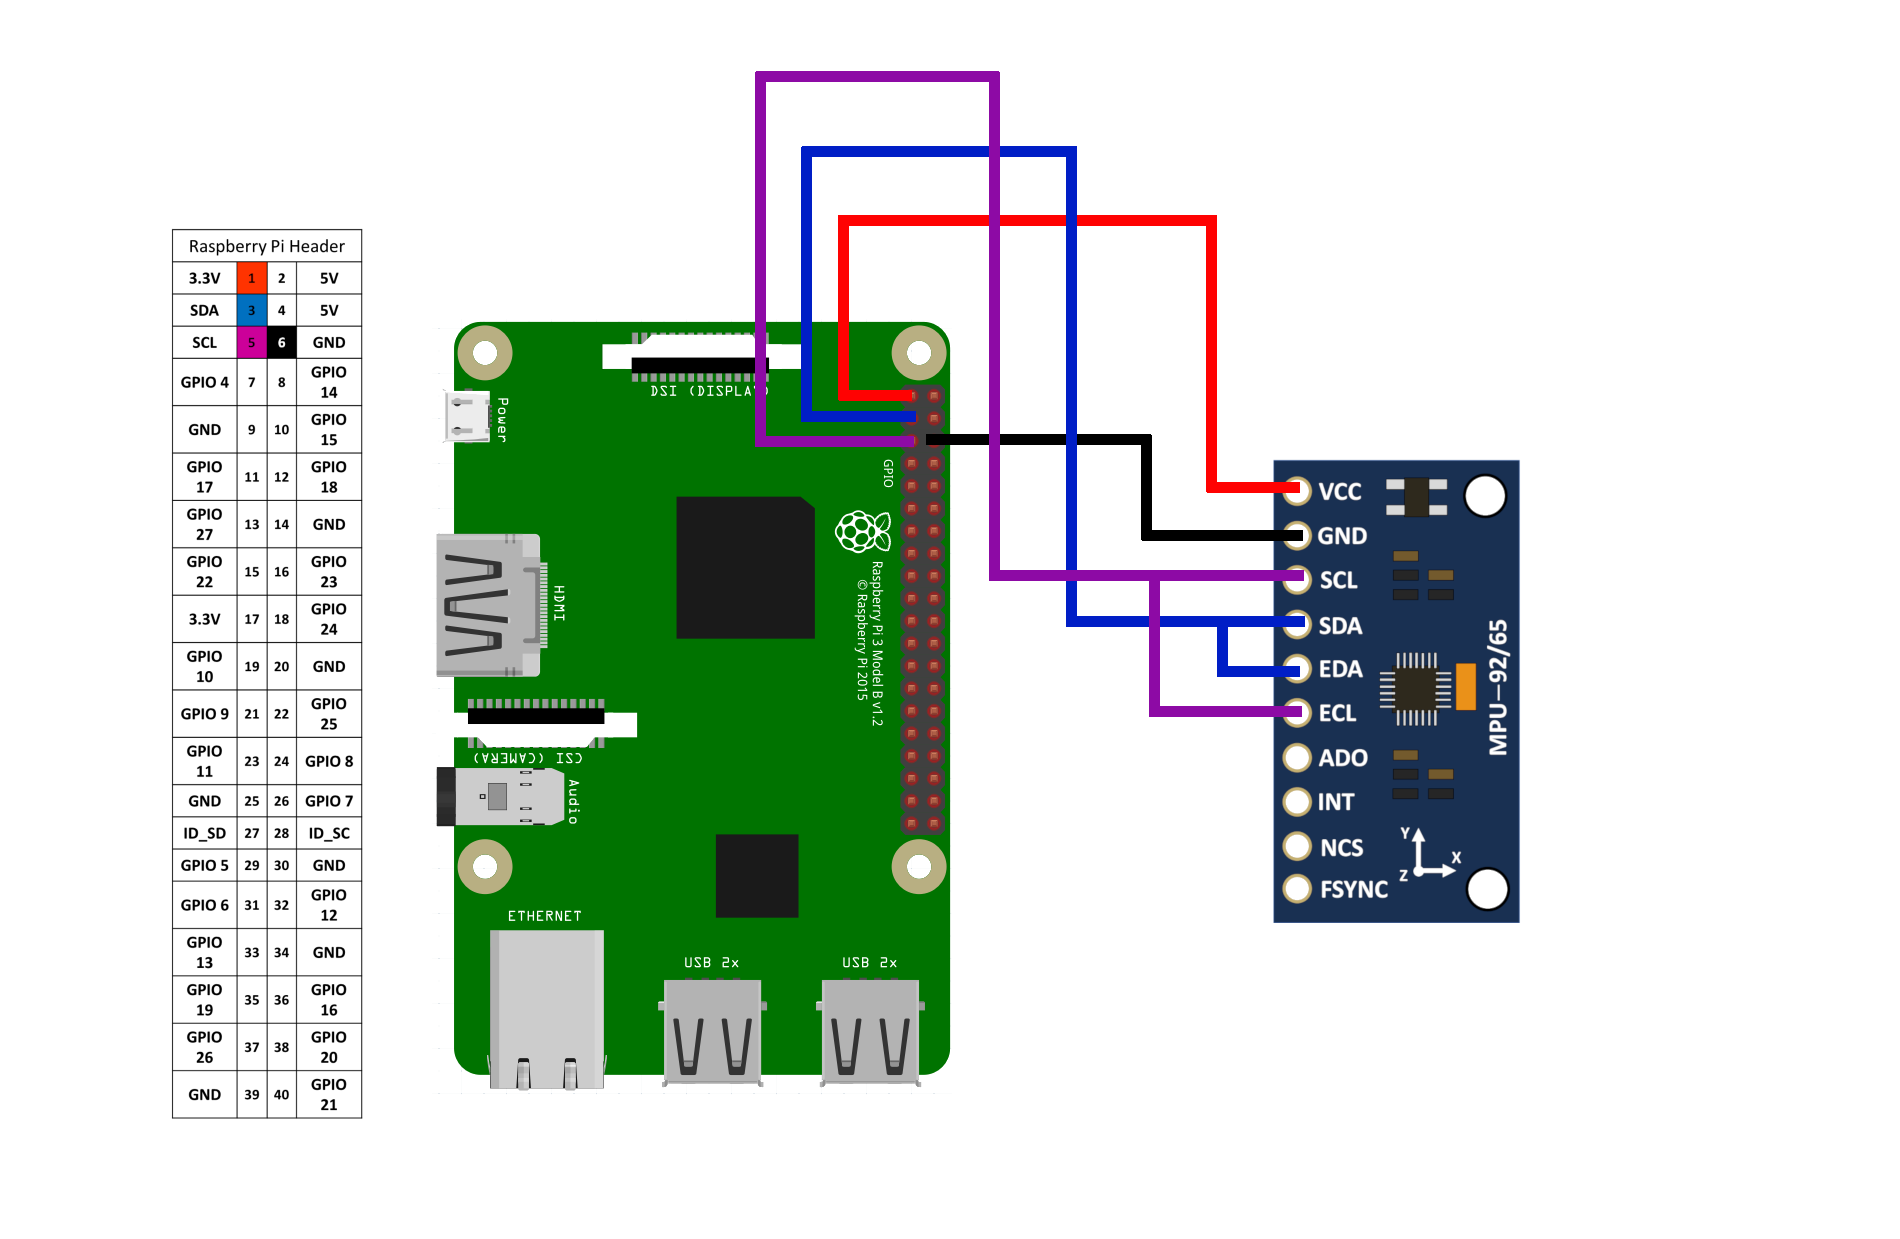 Raspberry Pi Header
3.3V 1 2 5V
SDA 3 4 5V
SCL 5 6 GND
GPIO 4 7 8 GPIO 14
GND 9 10 GPIO 15
GPIO 17 11 12 GPIO 18
GPIO 27 13 14 GND
GPIO 22 15 16 GPIO 23
3.3V 17 18 GPIO 24
GPIO 10 19 20 GND
GPIO 9 21 22 GPIO 25
GPIO 11 23 24 GPIO 8
GND 25 26 GPIO 7
ID_SD 27 28 ID_SC
GPIO 5 29 30 GND
GPIO 6 31 32 GPIO 12
GPIO 13 33 34 GND
GPIO 19 35 36 GPIO 16
GPIO 26 37 38 GPIO 20
GND 39 40 GPIO 21
DSI (DISPLAY)
Power
GPIO
HDMI
Raspberry Pi 3 Model B v1.2
© Raspberry Pi 2015
CSI (CAMERA)
Audio
ETHERNET
USB 2x
USB 2x
VCC
GND
SCL
SDA
EDA
ECL
ADO
INT
NCS
FSYNC
MPU-92/65
Y
X
Z